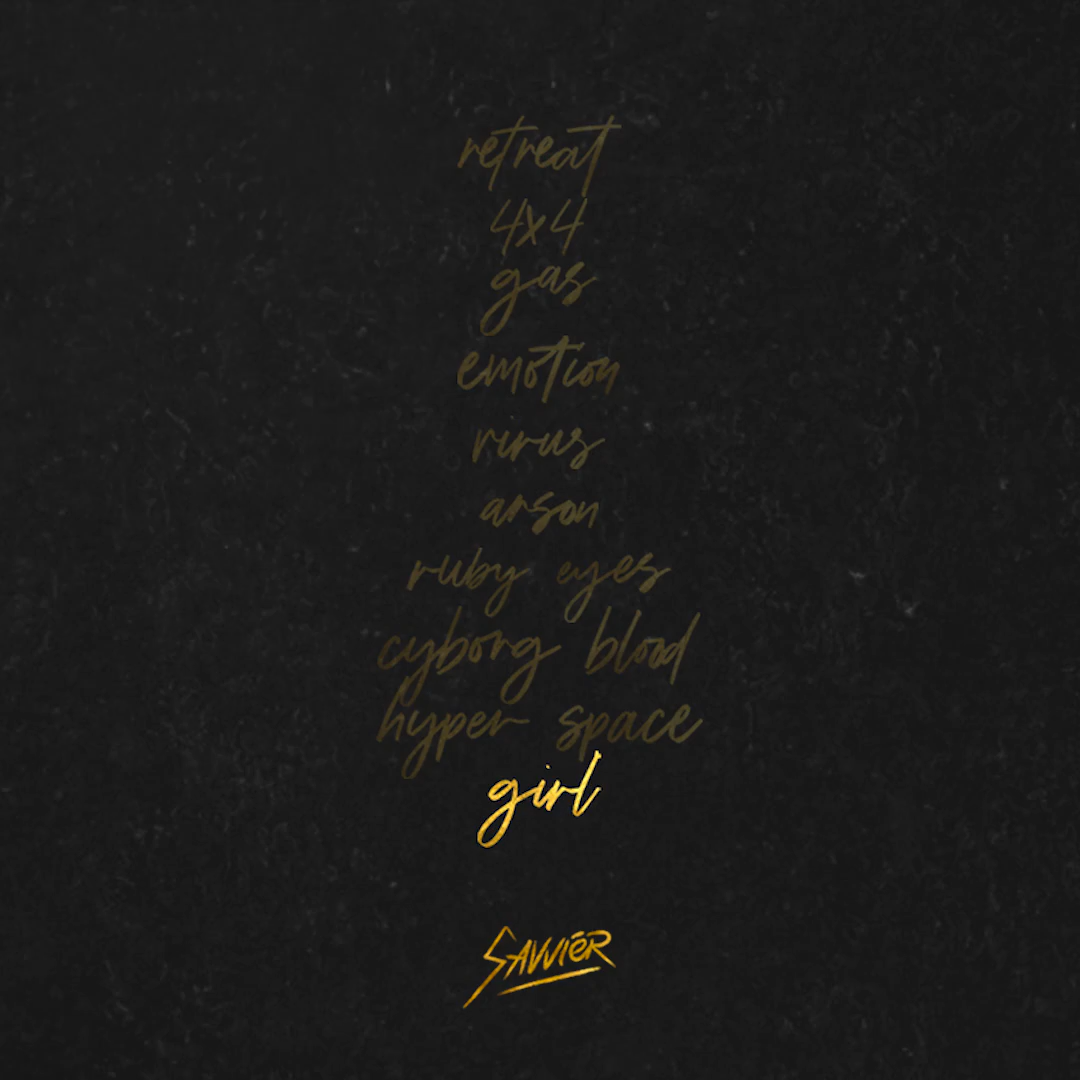 retreat
4x4
gas
emotion
virus
arson
ruby eyes
cyborg blood
hyper space
girl
SAVVIER